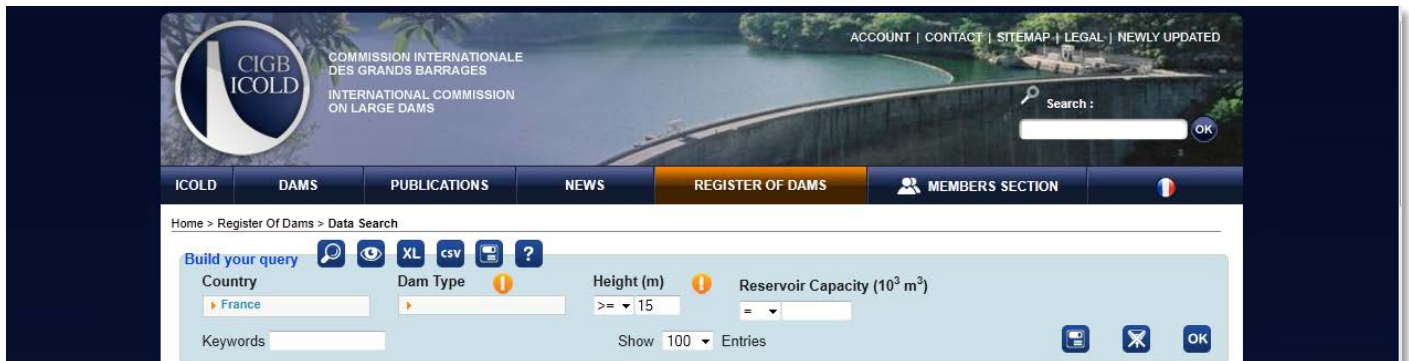 ACCOUNT | CONTACT | SITEMAP | LEGAL | NEWLY UPDATED
CIGB
ICOLD
COMMISSION INTERNATIONALE
DES GRANDS BARRAGES
INTERNATIONAL COMMISSION
ON LARGE DAMS
Search :
OK
ICOLD DAMS PUBLICATIONS NEWS REGISTER OF DAMS MEMBERS SECTION
Home > Register Of Dams > Data Search
Build your query XL csv ?
Country Dam Type ! Height (m) ! Reservoir Capacity (10³ m³)
France >= 15 =
Keywords Show 100 Entries OK